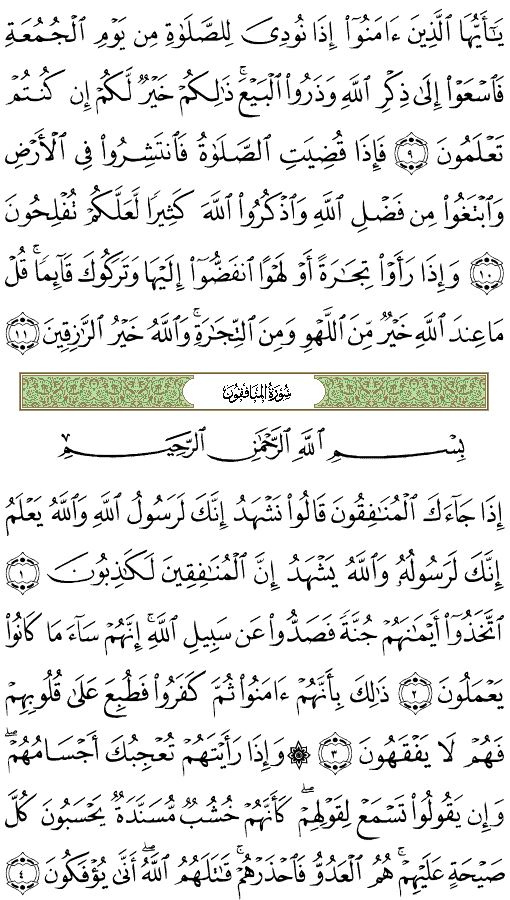 يَٰٓأَيُّهَا ٱلَّذِينَ ءَامَنُوٓا۟ إِذَا نُودِىَ لِلصَّلَوٰةِ مِن يَوْمِ ٱلْجُمُعَةِ
فَٱسْعَوْا۟ إِلَىٰ ذِكْرِ ٱللَّهِ وَذَرُوا۟ ٱلْبَيْعَ ۚ ذَٰلِكُمْ خَيْرٌ لَّكُمْ إِن كُنتُمْ
تَعْلَمُونَ ٩ فَإِذَا قُضِيَتِ ٱلصَّلَوٰةُ فَٱنتَشِرُوا۟ فِى ٱلْأَرْضِ
وَٱبْتَغُوا۟ مِن فَضْلِ ٱللَّهِ وَٱذْكُرُوا۟ ٱللَّهَ كَثِيرًا لَّعَلَّكُمْ تُفْلِحُونَ
١٠ وَإِذَا رَأَوْا۟ تِجَٰرَةً أَوْ لَهْوًا ٱنفَضُّوٓا۟ إِلَيْهَا وَتَرَكُوكَ قَآئِمًا ۚ قُلْ
مَا عِندَ ٱللَّهِ خَيْرٌ مِّنَ ٱللَّهْوِ وَمِنَ ٱلتِّجَٰرَةِ ۚ وَٱللَّهُ خَيْرُ ٱلرَّٰزِقِينَ ١١
سُورَةُ المُنَافِقُونَ
بِسْمِ ٱللَّهِ ٱلرَّحْمَٰنِ ٱلرَّحِيمِ
إِذَا جَآءَكَ ٱلْمُنَٰفِقُونَ قَالُوا۟ نَشْهَدُ إِنَّكَ لَرَسُولُ ٱللَّهِ وَٱللَّهُ يَعْلَمُ
إِنَّكَ لَرَسُولُهُۥ وَٱللَّهُ يَشْهَدُ إِنَّ ٱلْمُنَٰفِقِينَ لَكَٰذِبُونَ ١
ٱتَّخَذُوٓا۟ أَيْمَٰنَهُمْ جُنَّةً فَصَدُّوا۟ عَن سَبِيلِ ٱللَّهِ ۚ إِنَّهُمْ سَآءَ مَا كَانُوا۟
يَعْمَلُونَ ٢ ذَٰلِكَ بِأَنَّهُمْ ءَامَنُوا۟ ثُمَّ كَفَرُوا۟ فَطُبِعَ عَلَىٰ قُلُوبِهِمْ
فَهُمْ لَا يَفْقَهُونَ ٣ ۞ وَإِذَا رَأَيْتَهُمْ تُعْجِبُكَ أَجْسَامُهُمْ ۖ
وَإِن يَقُولُوا۟ تَسْمَعْ لِقَوْلِهِمْ ۖ كَأَنَّهُمْ خُشُبٌ مُّسَنَّدَةٌ ۖ يَحْسَبُونَ كُلَّ
صَيْحَةٍ عَلَيْهِمْ ۚ هُمُ ٱلْعَدُوُّ فَٱحْذَرْهُمْ ۚ قَٰتَلَهُمُ ٱللَّهُ ۖ أَنَّىٰ يُؤْفَكُونَ ٤